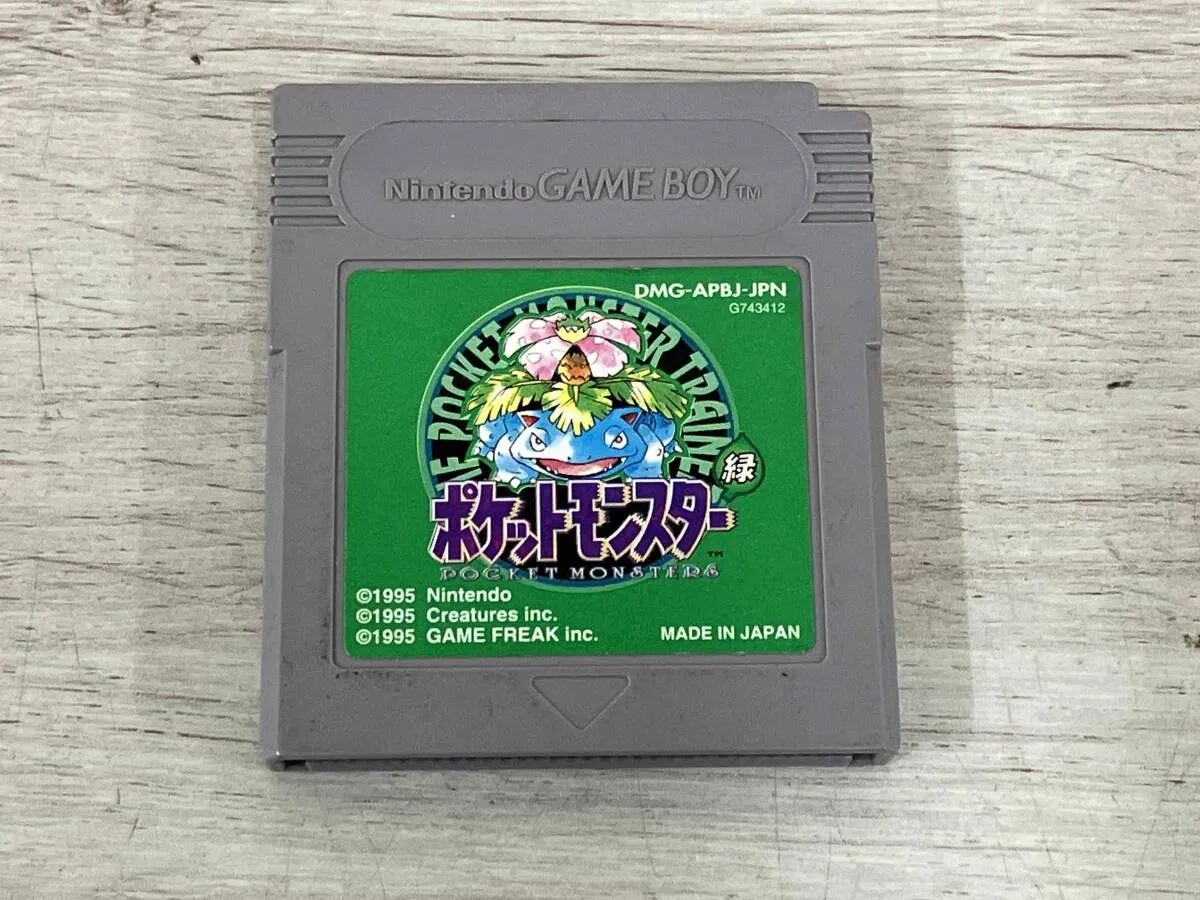 Nintendo GAME BOY TM
DMG-APBJ-JPN
G743412
POCKET MONSTER TRAINE
緑
ポケットモンスター
TM
POCKET MONSTERS
©1995 Nintendo
©1995 Creatures inc.
©1995 GAME FREAK inc.
MADE IN JAPAN